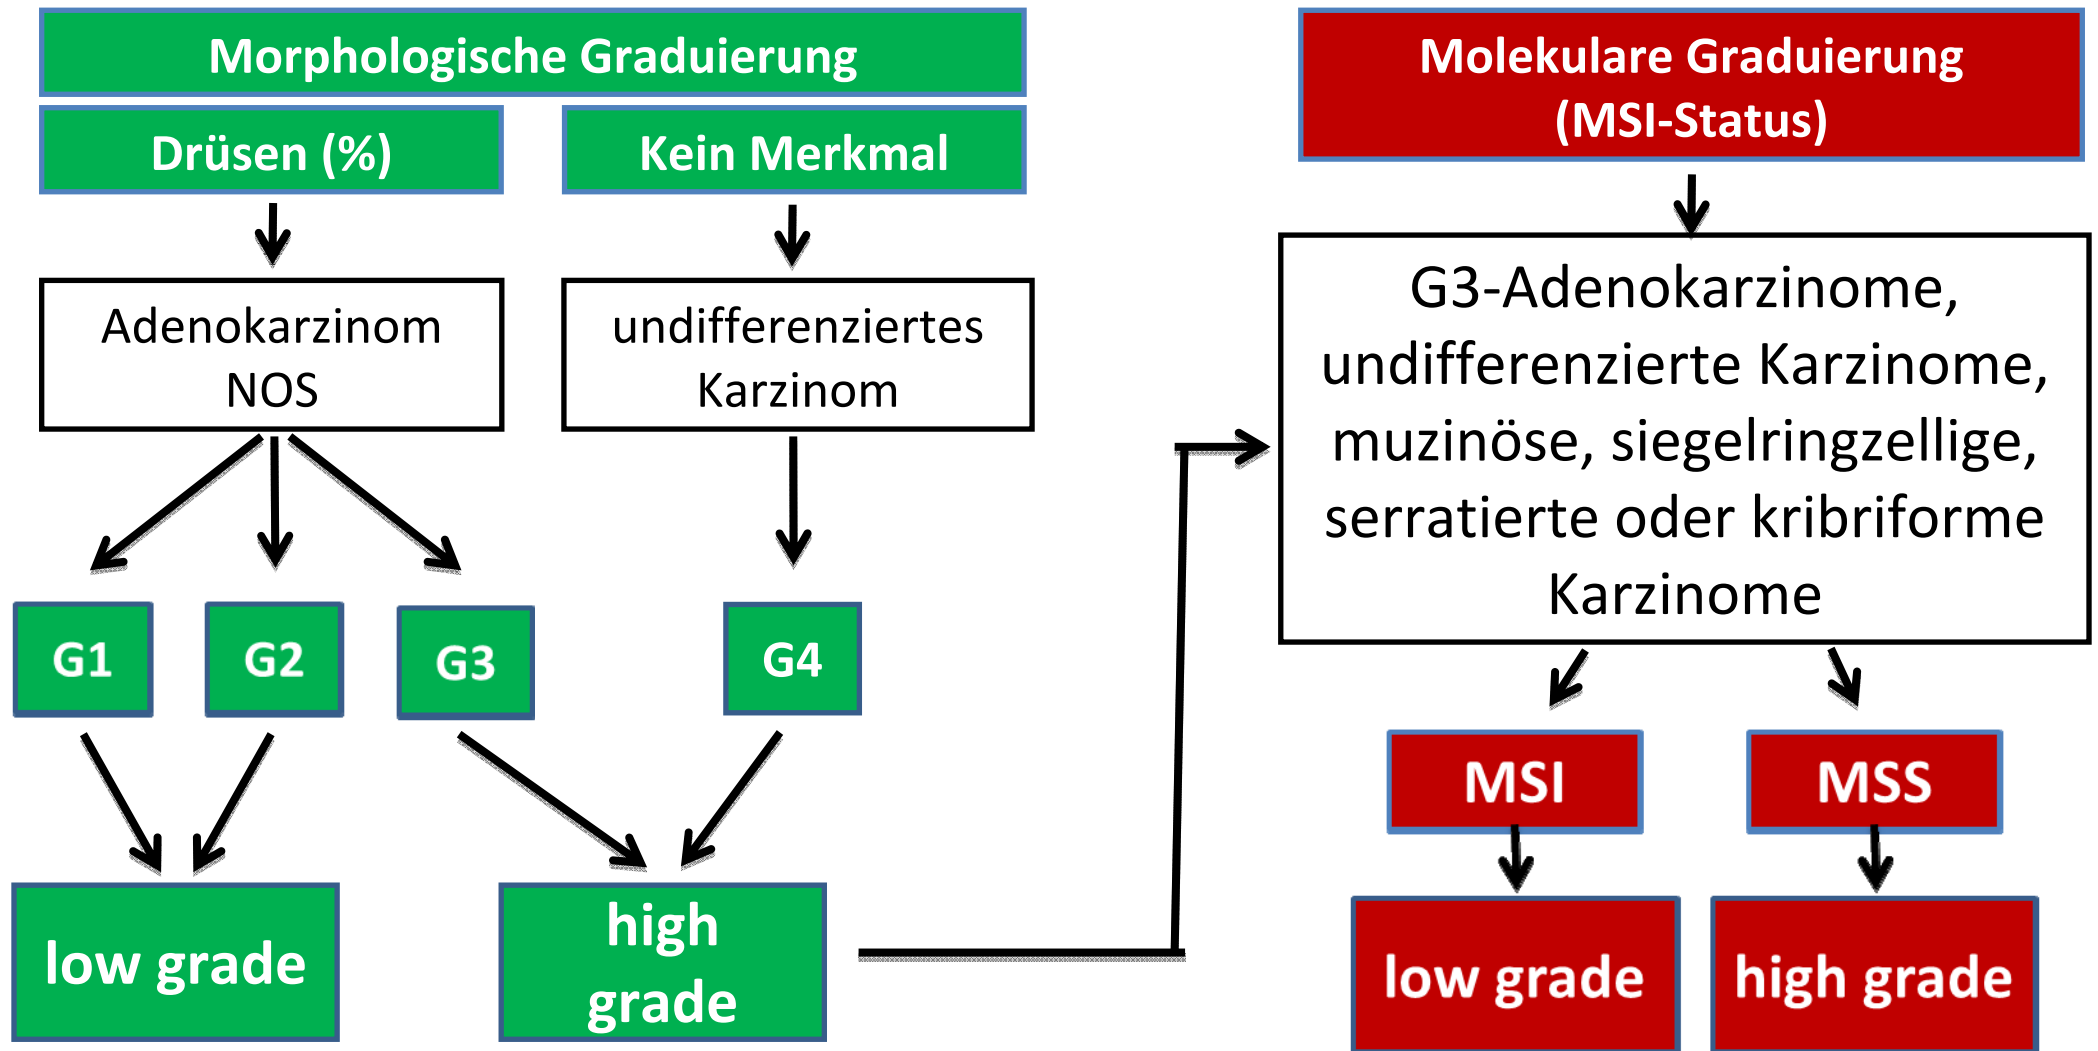 Morphologische Graduierung
Drüsen (%)
Kein Merkmal
Adenokarzinom
NOS
undifferenziertes
Karzinom
G1
G2
G3
G4
low grade
high
grade
Molekulare Graduierung
(MSI-Status)
G3-Adenokarzinome,
undifferenzierte Karzinome,
muzinöse, siegelringzellige,
serratierte oder kribriforme
Karzinome
MSI
MSS
low grade
high grade